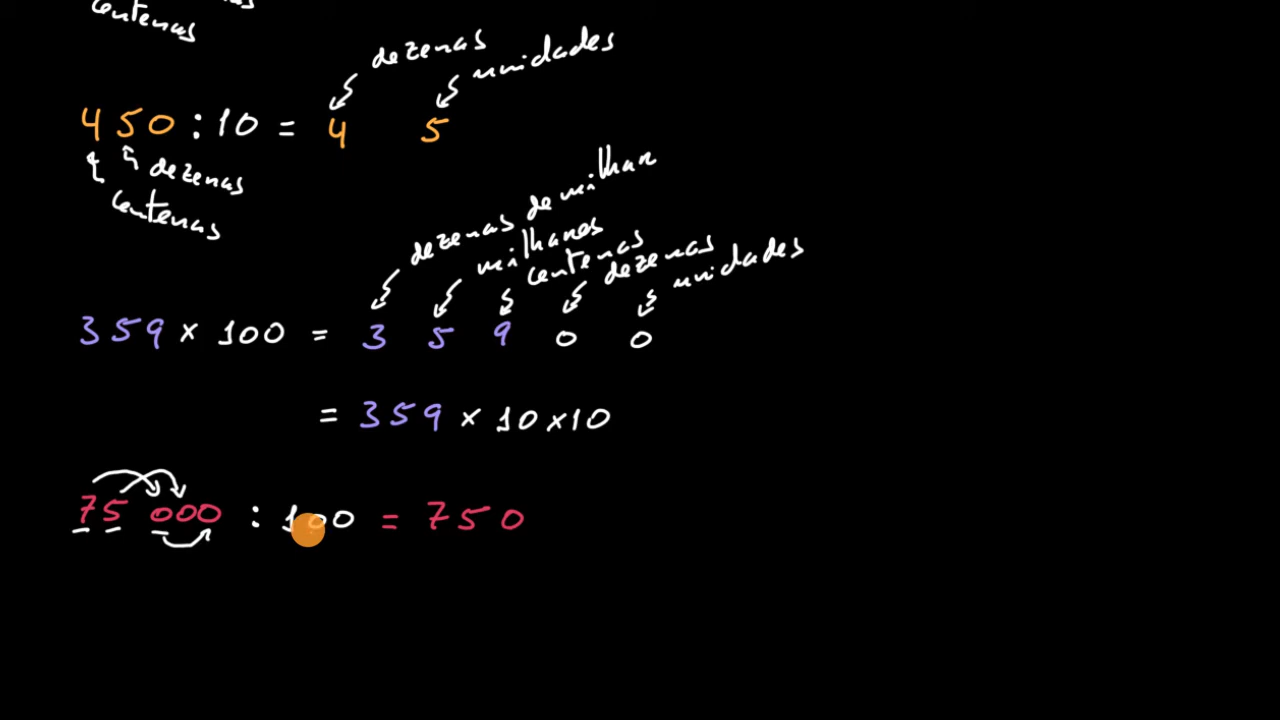 centenas
dezenas
unidades
450 : 10 = 4 5
dezenas
centenas
dezenas de milhar
milhares
centenas
dezenas
unidades
359 × 100 = 3 5 9 0 0
= 359 × 10 × 10
75 000 : 100 = 750